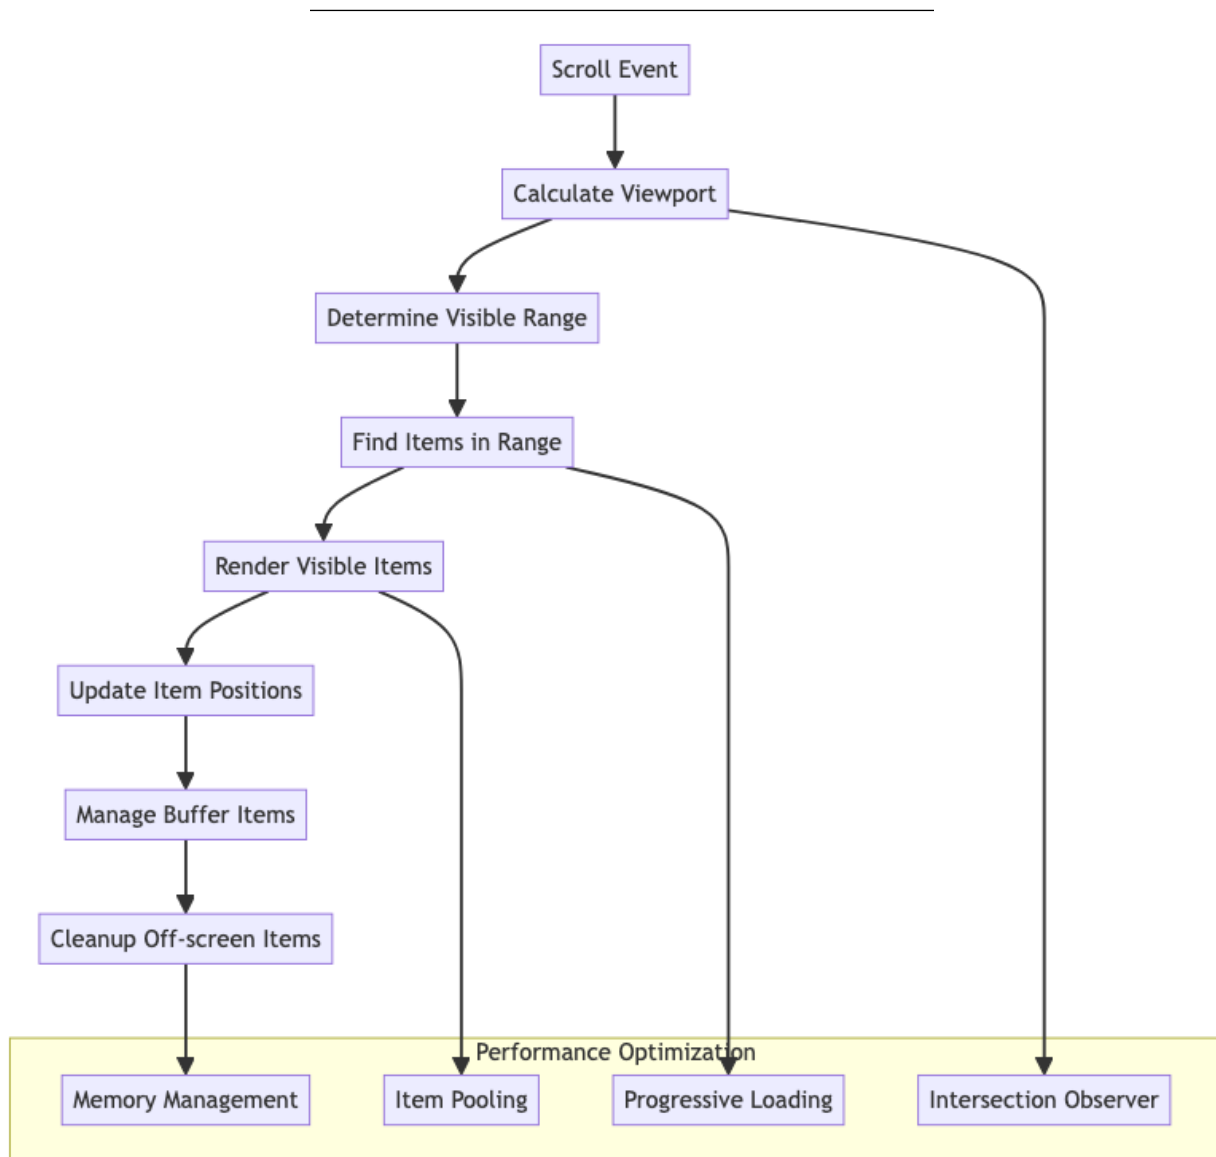 Scroll Event
Calculate Viewport
Determine Visible Range
Find Items in Range
Render Visible Items
Update Item Positions
Manage Buffer Items
Cleanup Off-screen Items
Performance Optimization
Memory Management
Item Pooling
Progressive Loading
Intersection Observer